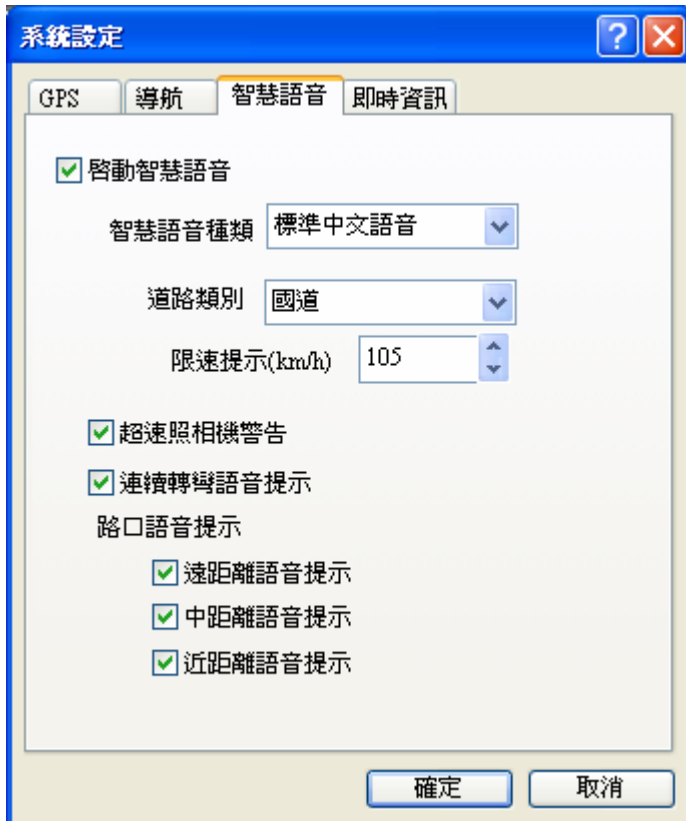 系統設定
GPS 導航 智慧語音 即時資訊
啓動智慧語音
智慧語音種類 標準中文語音
道路類別 國道
限速提示(km/h) 105
超速照相機警告
連續轉彎語音提示
路口語音提示
遠距離語音提示
中距離語音提示
近距離語音提示
確定 取消